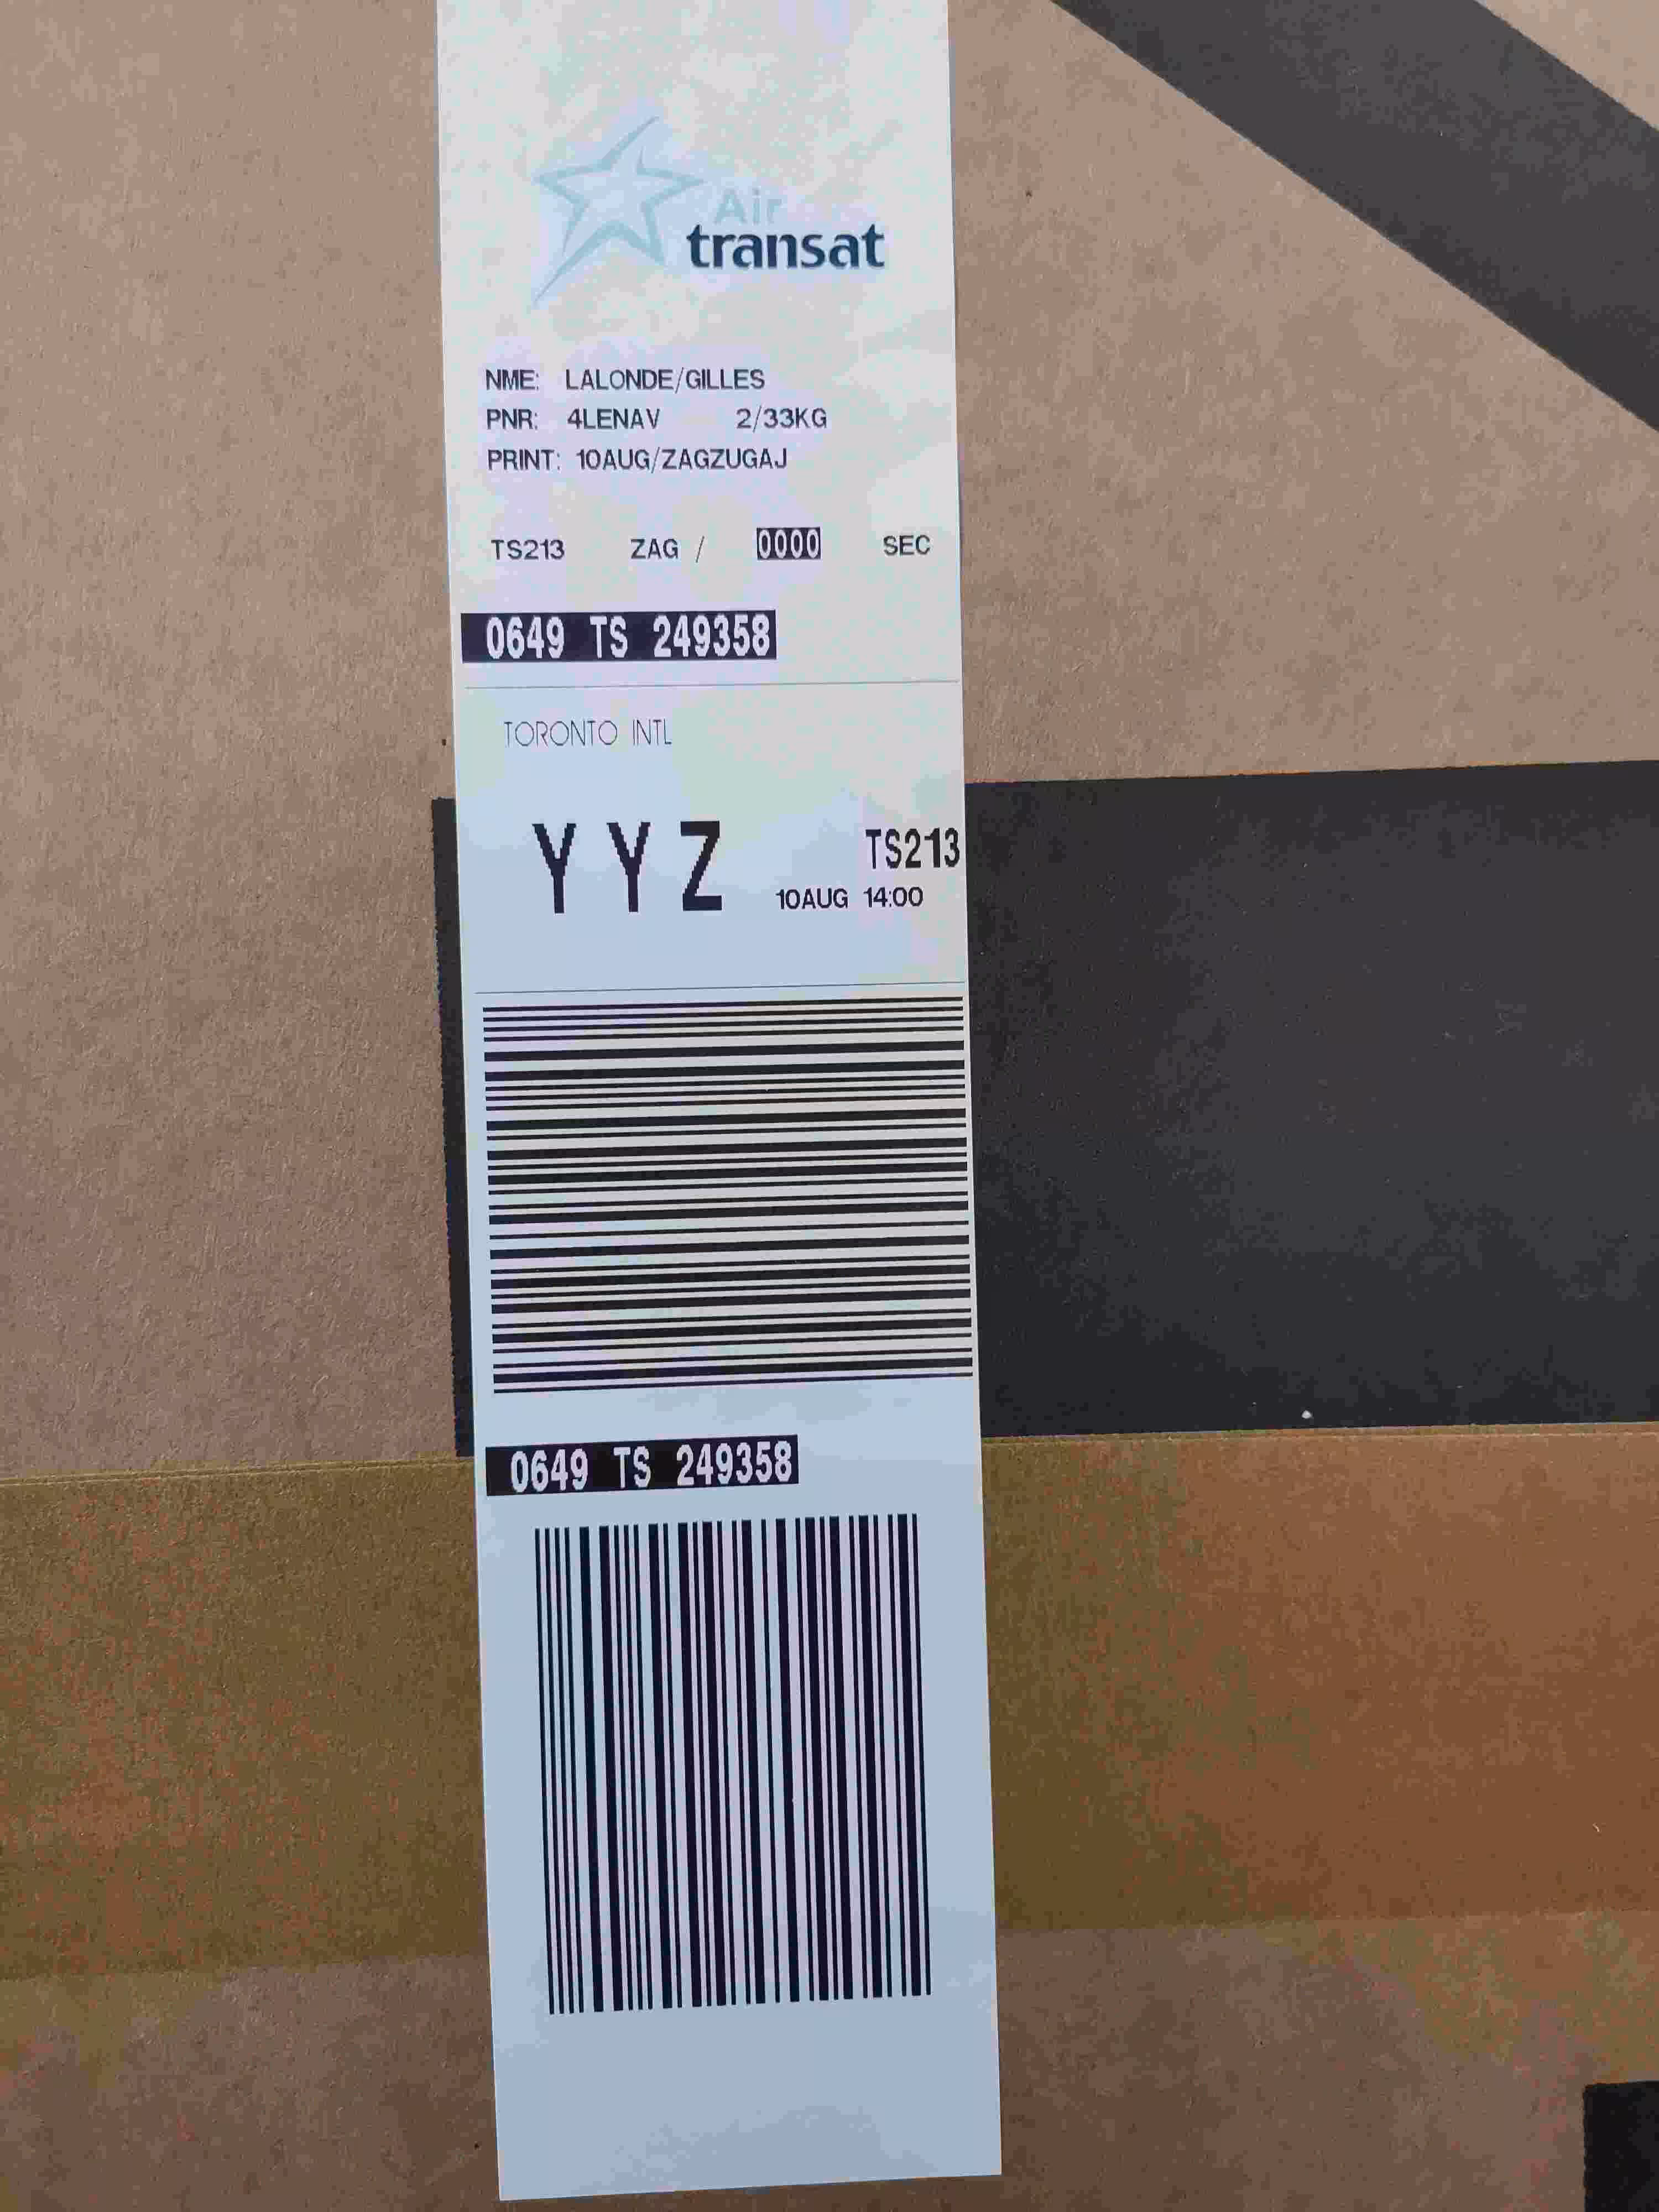 Air
transat
NME: LALONDE/GILLES
PNR: 4LENAV 2/33KG
PRINT: 10AUG/ZAGZUGAJ
TS213 ZAG / 0000 SEC
0649 TS 249358
TORONTO INTL
YYZ TS213
10AUG 14:00
0649 TS 249358